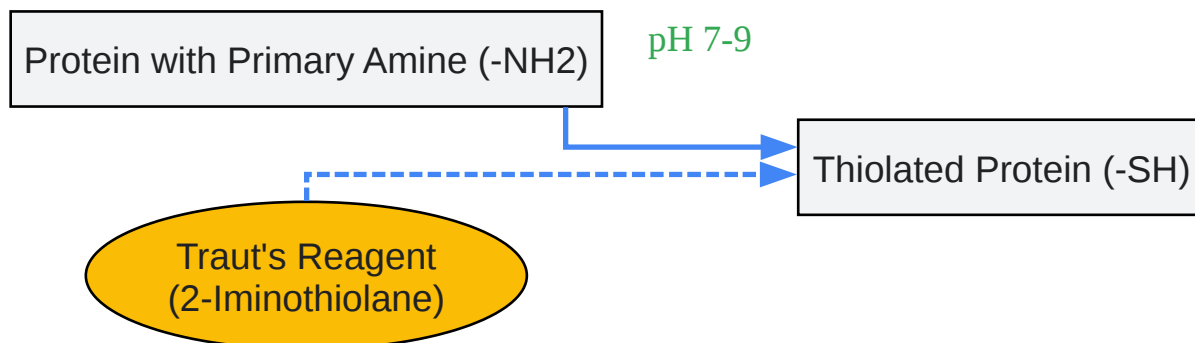 Protein with Primary Amine (-NH2)
pH 7-9
Thiolated Protein (-SH)
Traut's Reagent
(2-Iminothiolane)